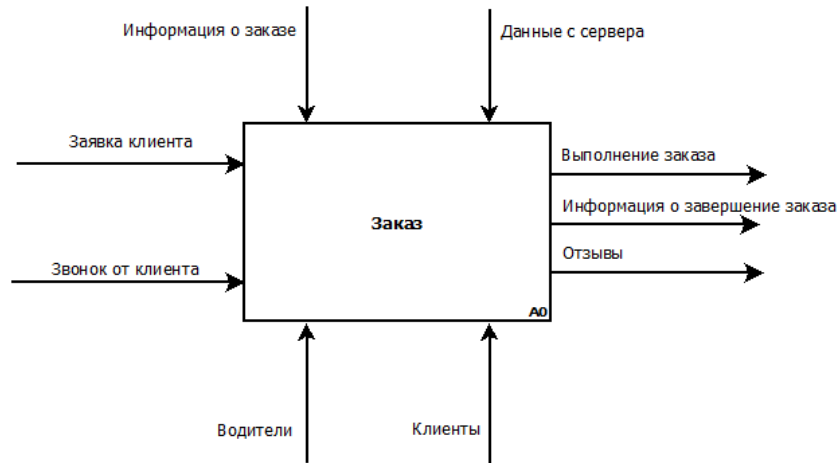 Информация о заказе
Данные с сервера
Заявка клиента
Выполнение заказа
Заказ
Информация о завершение заказа
Отзывы
Звонок от клиента
A0
Водители
Клиенты